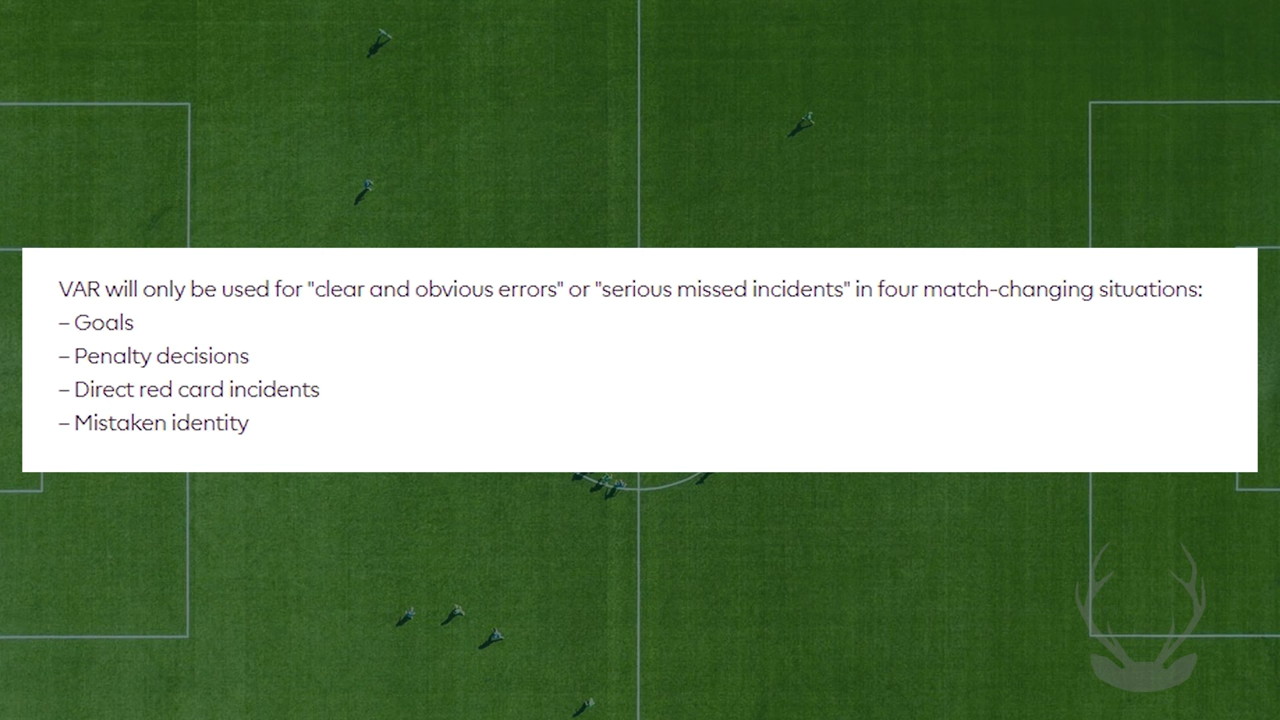 VAR will only be used for "clear and obvious errors" or "serious missed incidents" in four match-changing situations:
– Goals
– Penalty decisions
– Direct red card incidents
– Mistaken identity